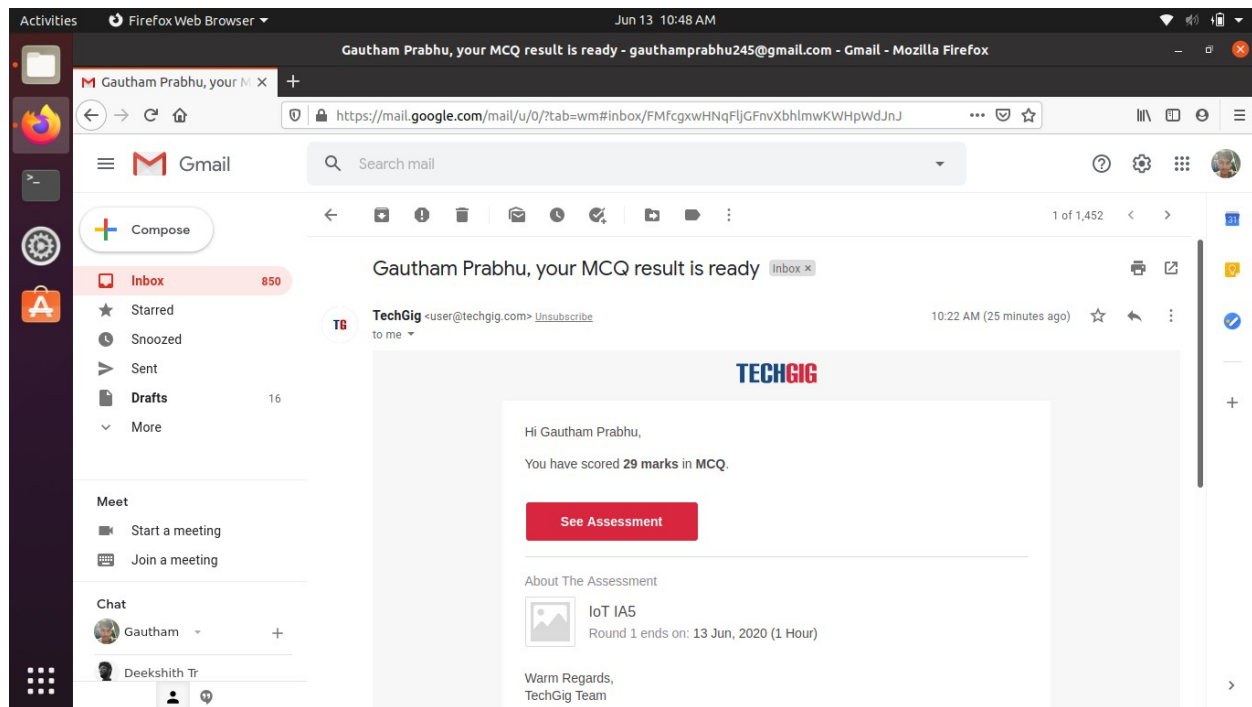 Activities Firefox Web Browser Jun 13 10:48 AM
Gautham Prabhu, your MCQ result is ready - gauthamprabhu245@gmail.com - Gmail - Mozilla Firefox
Gautham Prabhu, your M
https://mail.google.com/mail/u/0/?tab=wm#inbox/FMfcgxwHNqFljGFnvXbhlmwKWHpWdJnJ
Gmail
Search mail
Compose
1 of 1,452
Inbox 850
Starred
Snoozed
Sent
Drafts 16
More
Meet
Start a meeting
Join a meeting
Chat
Gautham
Deekshith Tr
Gautham Prabhu, your MCQ result is ready Inbox ×
TG
TechGig <user@techgig.com> Unsubscribe 10:22 AM (25 minutes ago)
to me
TECHGIG
Hi Gautham Prabhu,
You have scored 29 marks in MCQ.
See Assessment
About The Assessment
IoT IA5
Round 1 ends on: 13 Jun, 2020 (1 Hour)
Warm Regards,
TechGig Team
31